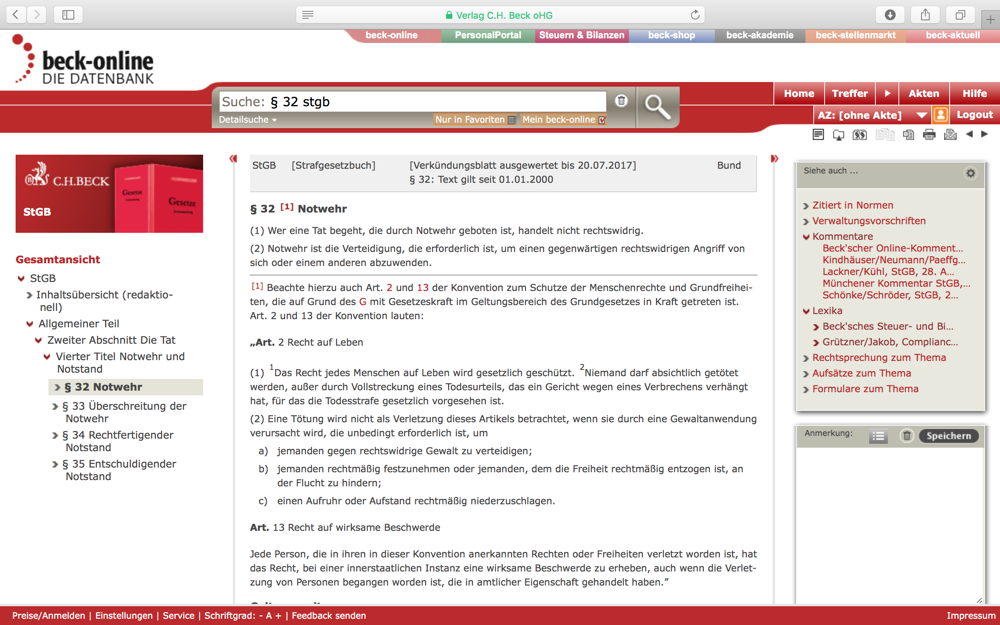 Verlag C.H. Beck oHG
beck-online
PersonalPortal
Steuern & Bilanzen
beck-shop
beck-akademie
beck-stellenmarkt
beck-aktuell
beck-online
DIE DATENBANK
Suche: § 32 stgb
Detailsuche
Nur in Favoriten
Mein beck-online
Home
Treffer
Akten
Hilfe
AZ: [ohne Akte]
Logout
§§
C.H.BECK
Gesetze
Gesetze
StGB
Gesamtansicht
StGB
Inhaltsübersicht (redaktio-
nell)
Allgemeiner Teil
Zweiter Abschnitt Die Tat
Vierter Titel Notwehr und
Notstand
§ 32 Notwehr
§ 33 Überschreitung der
Notwehr
§ 34 Rechtfertigender
Notstand
§ 35 Entschuldigender
Notstand
StGB [Strafgesetzbuch] [Verkündungsblatt ausgewertet bis 20.07.2017] Bund
§ 32: Text gilt seit 01.01.2000
§ 32 [1] Notwehr
(1) Wer eine Tat begeht, die durch Notwehr geboten ist, handelt nicht rechtswidrig.
(2) Notwehr ist die Verteidigung, die erforderlich ist, um einen gegenwärtigen rechtswidrigen Angriff von
sich oder einem anderen abzuwenden.
[1] Beachte hierzu auch Art. 2 und 13 der Konvention zum Schutze der Menschenrechte und Grundfreihei-
ten, die auf Grund des G mit Gesetzeskraft im Geltungsbereich des Grundgesetzes in Kraft getreten ist.
Art. 2 und 13 der Konvention lauten:
„Art. 2 Recht auf Leben
(1) 1Das Recht jedes Menschen auf Leben wird gesetzlich geschützt. 2Niemand darf absichtlich getötet
werden, außer durch Vollstreckung eines Todesurteils, das ein Gericht wegen eines Verbrechens verhängt
hat, für das die Todesstrafe gesetzlich vorgesehen ist.
(2) Eine Tötung wird nicht als Verletzung dieses Artikels betrachtet, wenn sie durch eine Gewaltanwendung
verursacht wird, die unbedingt erforderlich ist, um
a) jemanden gegen rechtswidrige Gewalt zu verteidigen;
b) jemanden rechtmäßig festzunehmen oder jemanden, dem die Freiheit rechtmäßig entzogen ist, an
der Flucht zu hindern;
c) einen Aufruhr oder Aufstand rechtmäßig niederzuschlagen.
Art. 13 Recht auf wirksame Beschwerde
Jede Person, die in ihren in dieser Konvention anerkannten Rechten oder Freiheiten verletzt worden ist, hat
das Recht, bei einer innerstaatlichen Instanz eine wirksame Beschwerde zu erheben, auch wenn die Verlet-
zung von Personen begangen worden ist, die in amtlicher Eigenschaft gehandelt haben.”
Siehe auch ...
Zitiert in Normen
Verwaltungsvorschriften
Kommentare
Beck'scher Online-Komment...
Kindhäuser/Neumann/Paeffg...
Lackner/Kühl, StGB, 28. A...
Münchener Kommentar StGB,...
Schönke/Schröder, StGB, 2...
Lexika
Beck'sches Steuer- und Bi...
Grützner/Jakob, Complianc...
Rechtsprechung zum Thema
Aufsätze zum Thema
Formulare zum Thema
Anmerkung:
Speichern
Preise/Anmelden | Einstellungen | Service | Schriftgrad: - A + | Feedback senden
Impressum